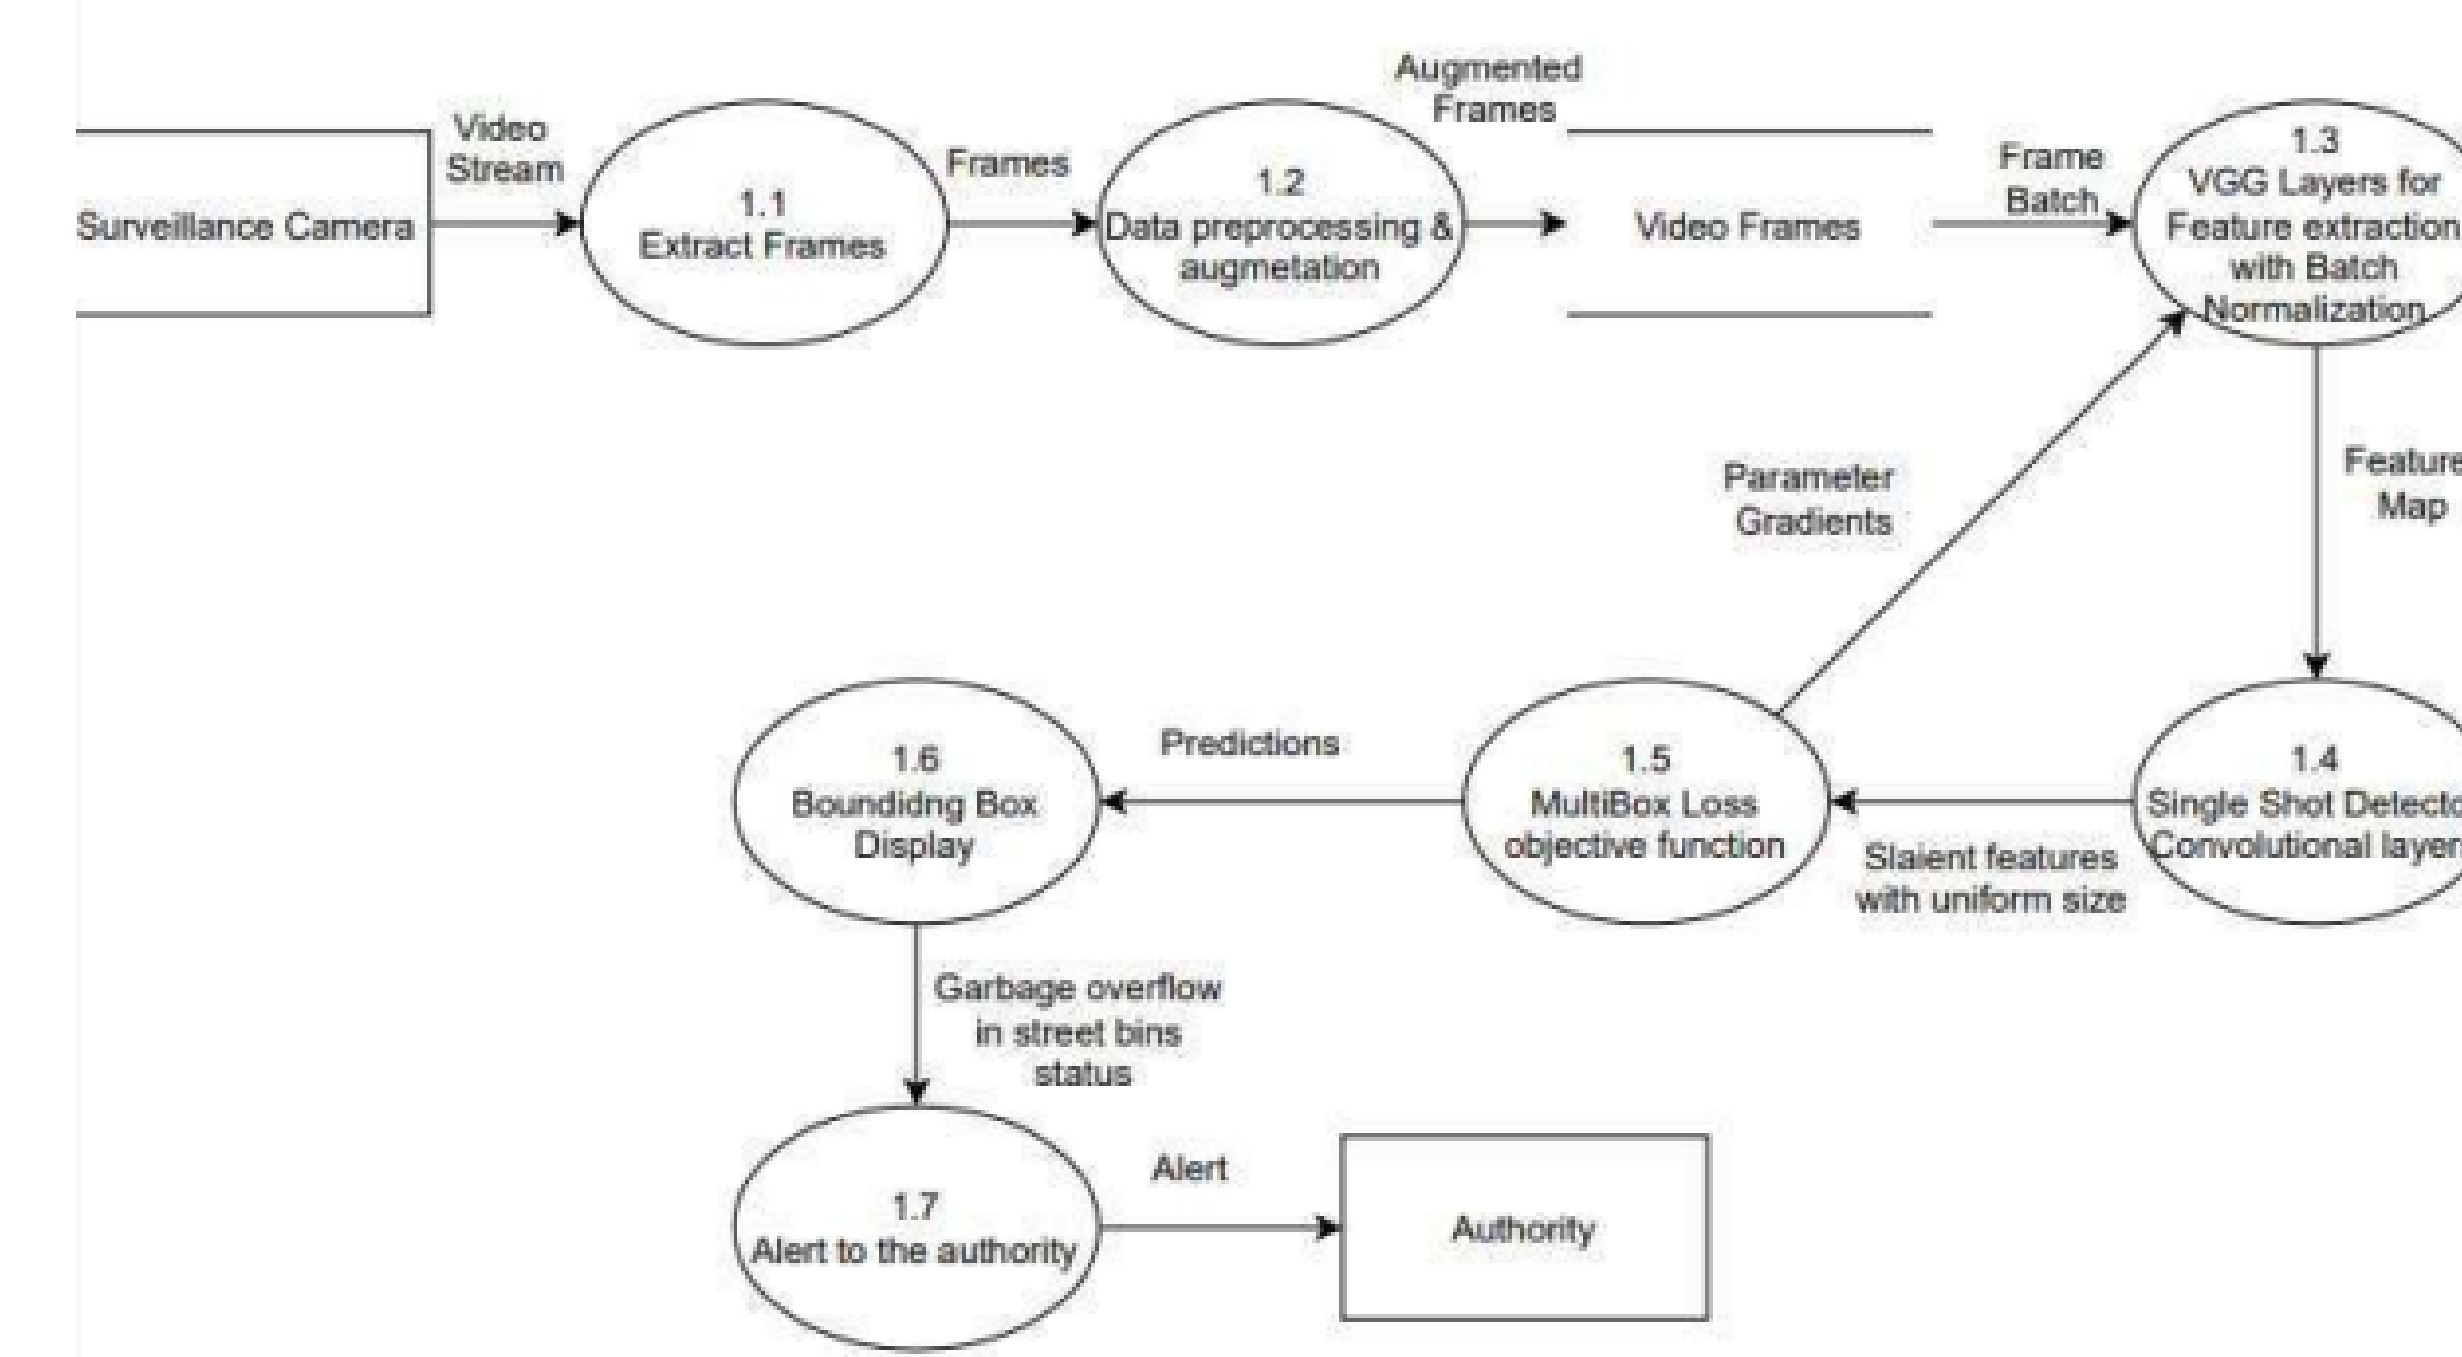 Video
Stream
Surveillance Camera
1.1
Extract Frames
Frames
1.2
Data preprocessing &
augmetation
Augmented
Frames
Video Frames
Frame
Batch
1.3
VGG Layers for
Feature extraction
with Batch
Normalization
Parameter
Gradients
Feature
Map
1.4
Single Shot Detecto
Convolutional layer
Slaient features
with uniform size
1.5
MultiBox Loss
objective function
Predictions
1.6
Boundidng Box
Display
Garbage overflow
in street bins
status
1.7
Alert to the authority
Alert
Authority